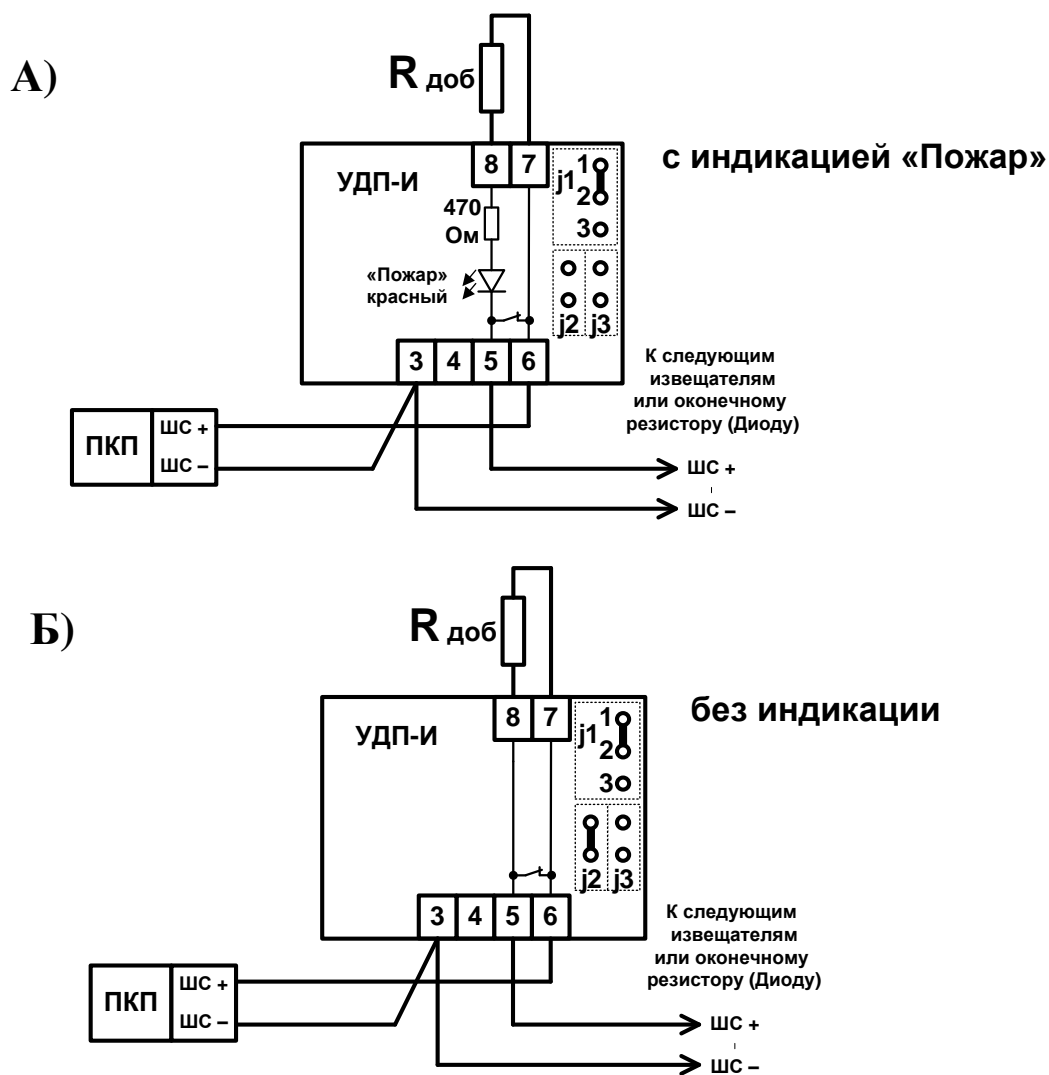 А)
R доб
с индикацией «Пожар»
УДП-И
8 7
j1 1
2
3
470
Ом
«Пожар»
красный
j2 j3
3 4 5 6
К следующим
извещателям
или оконечному
резистору (Диоду)
ПКП
ШС +
ШС –
ШС +
ШС –
Б)
R доб
без индикации
УДП-И
8 7
j1 1
2
3
j2 j3
3 4 5 6
К следующим
извещателям
или оконечному
резистору (Диоду)
ПКП
ШС +
ШС –
ШС +
ШС –